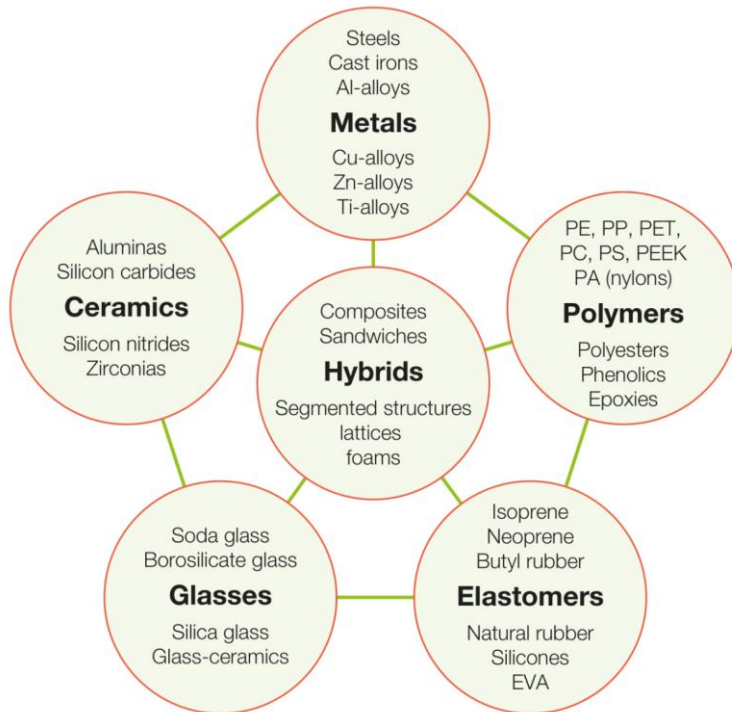 Steels
Cast irons
Al-alloys
Metals
Cu-alloys
Zn-alloys
Ti-alloys
Aluminas
Silicon carbides
Ceramics
Silicon nitrides
Zirconias
PE, PP, PET,
PC, PS, PEEK
PA (nylons)
Polymers
Polyesters
Phenolics
Epoxies
Composites
Sandwiches
Hybrids
Segmented structures
lattices
foams
Soda glass
Borosilicate glass
Glasses
Silica glass
Glass-ceramics
Isoprene
Neoprene
Butyl rubber
Elastomers
Natural rubber
Silicones
EVA